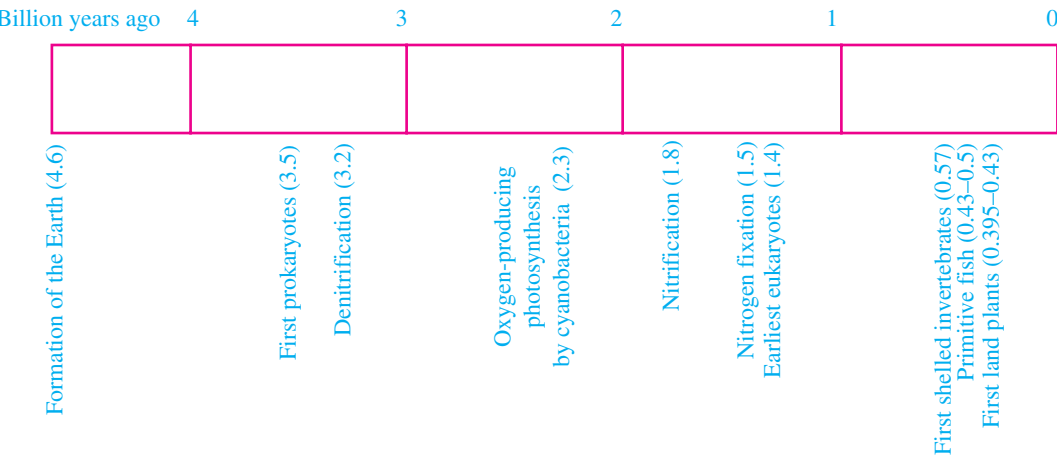 Billion years ago 4 3 2 1 0
Formation of the Earth (4.6)
First prokaryotes (3.5)
Denitrification (3.2)
Oxygen-producing
photosynthesis
by cyanobacteria (2.3)
Nitrification (1.8)
Nitrogen fixation (1.5)
Earliest eukaryotes (1.4)
First shelled invertebrates (0.57)
Primitive fish (0.43–0.5)
First land plants (0.395–0.43)